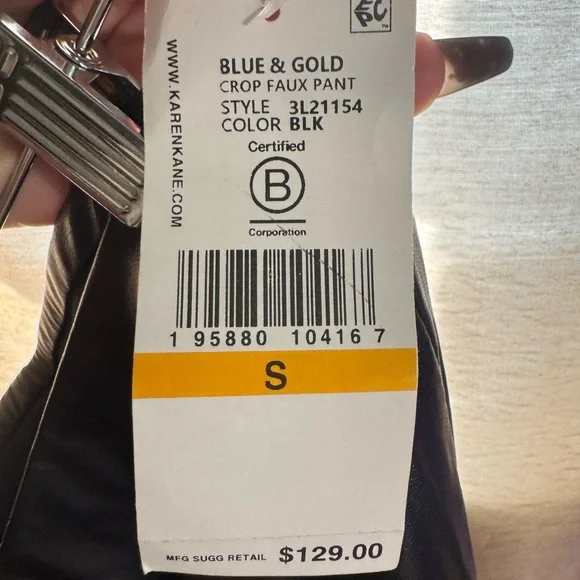 WWW.KARENKANE.COM
BLUE & GOLD
CROP FAUX PANT
STYLE 3L21154
COLOR BLK
Certified
B
Corporation
1 95880 10416 7
S
MFG SUGG RETAIL $129.00